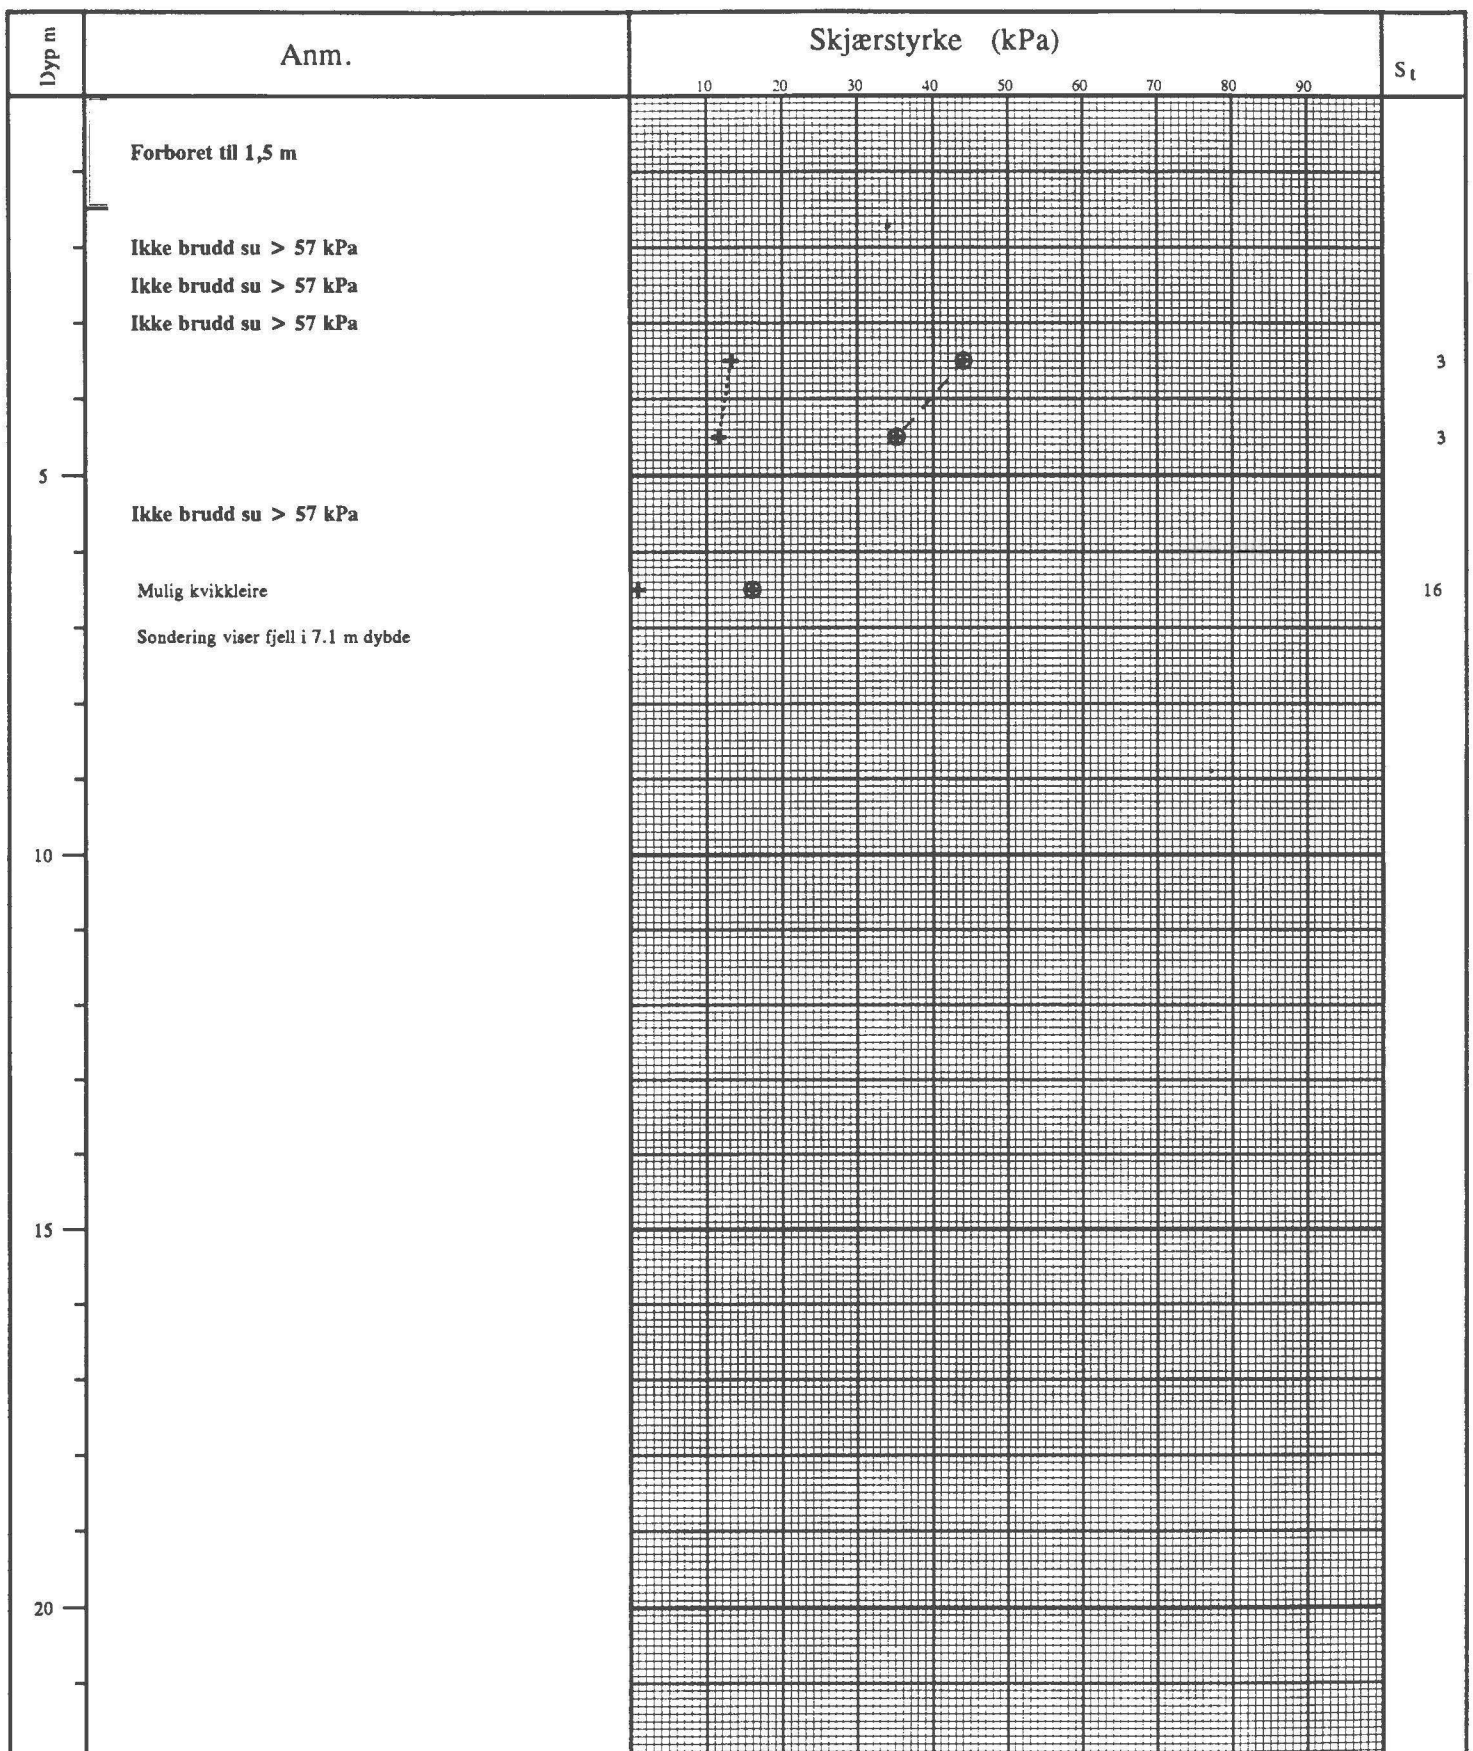 Dyp m
Anm.
Skjærstyrke (kPa)
St
10 20 30 40 50 60 70 80 90
Forboret til 1,5 m
Ikke brudd su > 57 kPa
Ikke brudd su > 57 kPa
Ikke brudd su > 57 kPa
3
3
5
Ikke brudd su > 57 kPa
Mulig kvikkleire
16
Sondering viser fjell i 7.1 m dybde
10
15
20